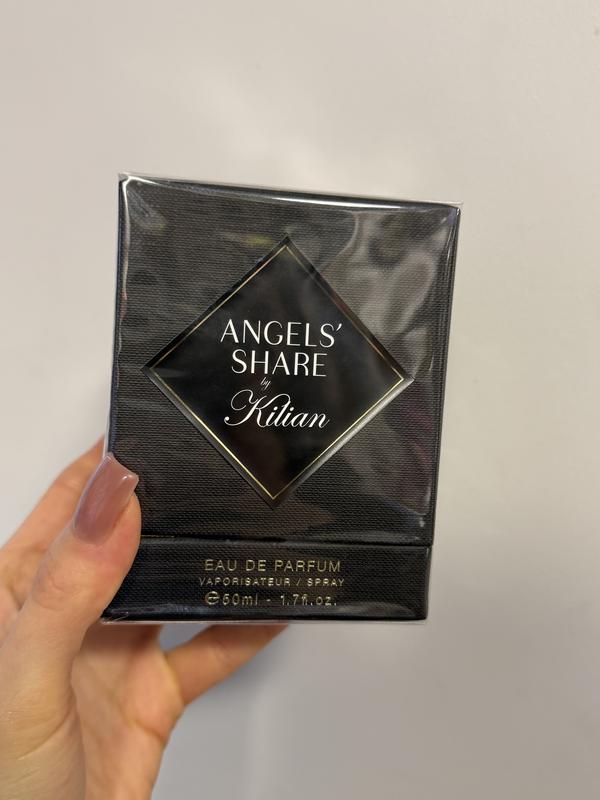 ANGELS'
SHARE
by
Kilian
EAU DE PARFUM
VAPORISATEUR / SPRAY
℮50ml - 1.7fl.oz.